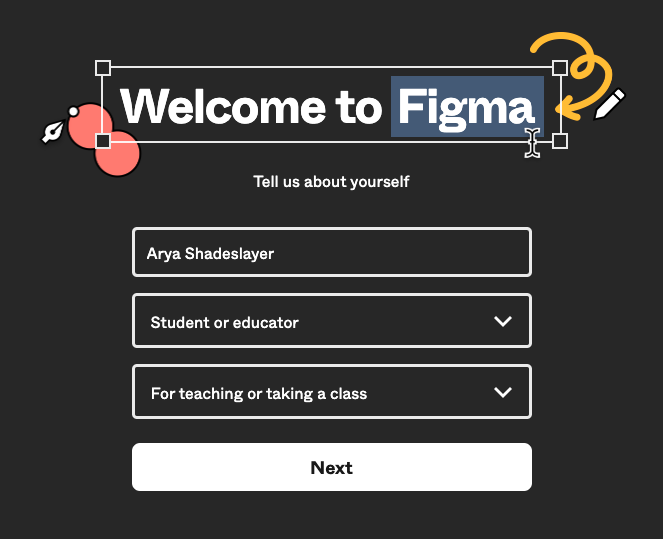 Welcome to Figma
Tell us about yourself
Arya Shadeslayer
Student or educator
For teaching or taking a class
Next